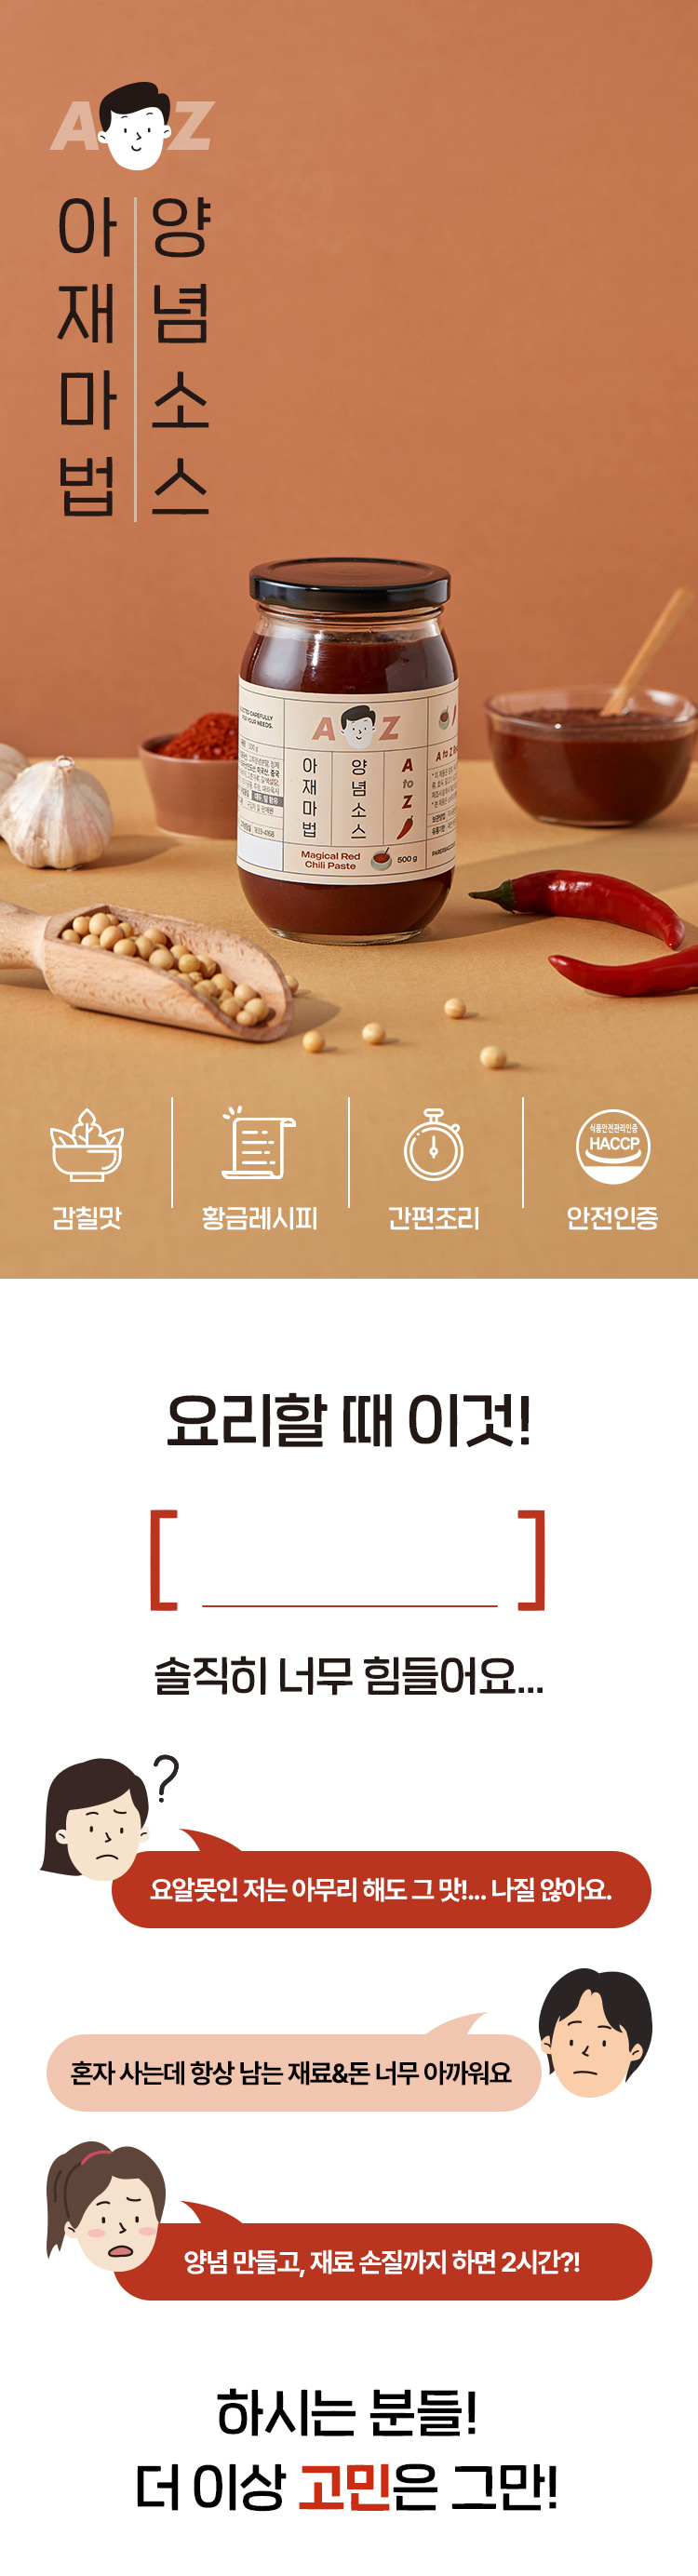 A Z
아재마법
양념소스
A Z
아재마법
양념소스
A
to
Z
Magical Red
Chili Paste
500 g
식품안전관리인증
HACCP
감칠맛
황금레시피
간편조리
안전인증
요리할 때 이것!
[ ]
솔직히 너무 힘들어요...
?
요알못인 저는 아무리 해도 그 맛!... 나질 않아요.
혼자 사는데 항상 남는 재료&돈 너무 아까워요
양념 만들고, 재료 손질까지 하면 2시간?!
하시는 분들!
더 이상 고민은 그만!